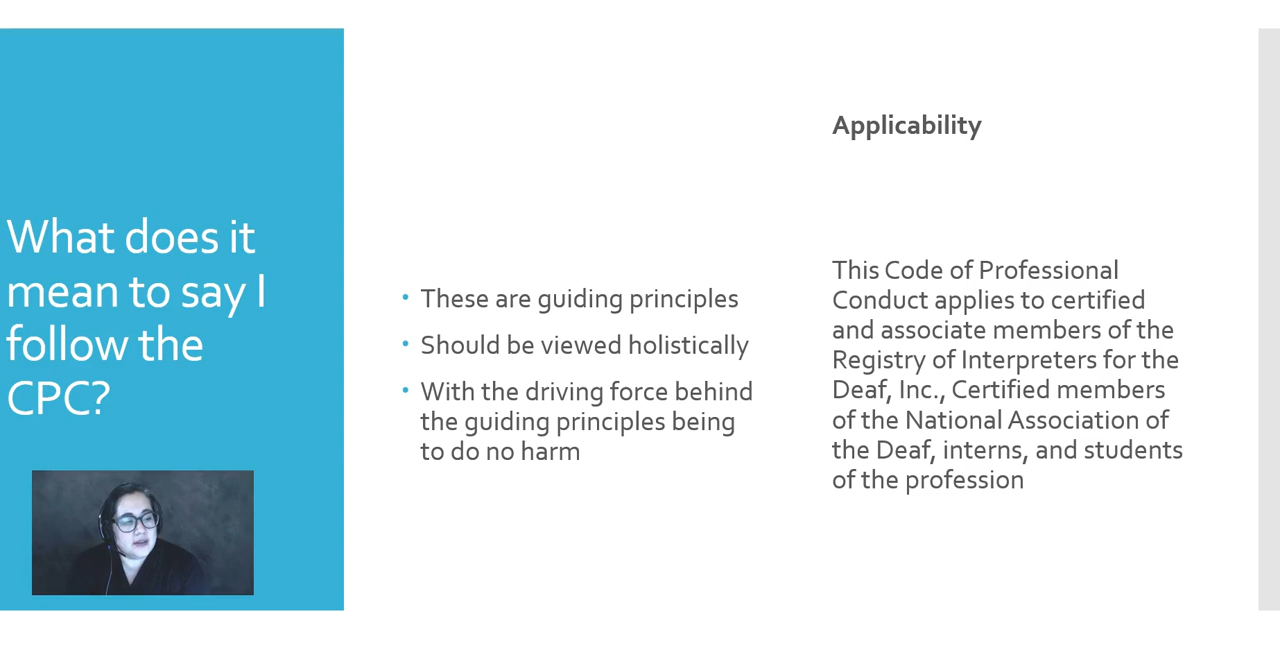 What does it
mean to say I
follow the
CPC?
• These are guiding principles
• Should be viewed holistically
• With the driving force behind
the guiding principles being
to do no harm
Applicability
This Code of Professional
Conduct applies to certified
and associate members of the
Registry of Interpreters for the
Deaf, Inc., Certified members
of the National Association of
the Deaf, interns, and students
of the profession